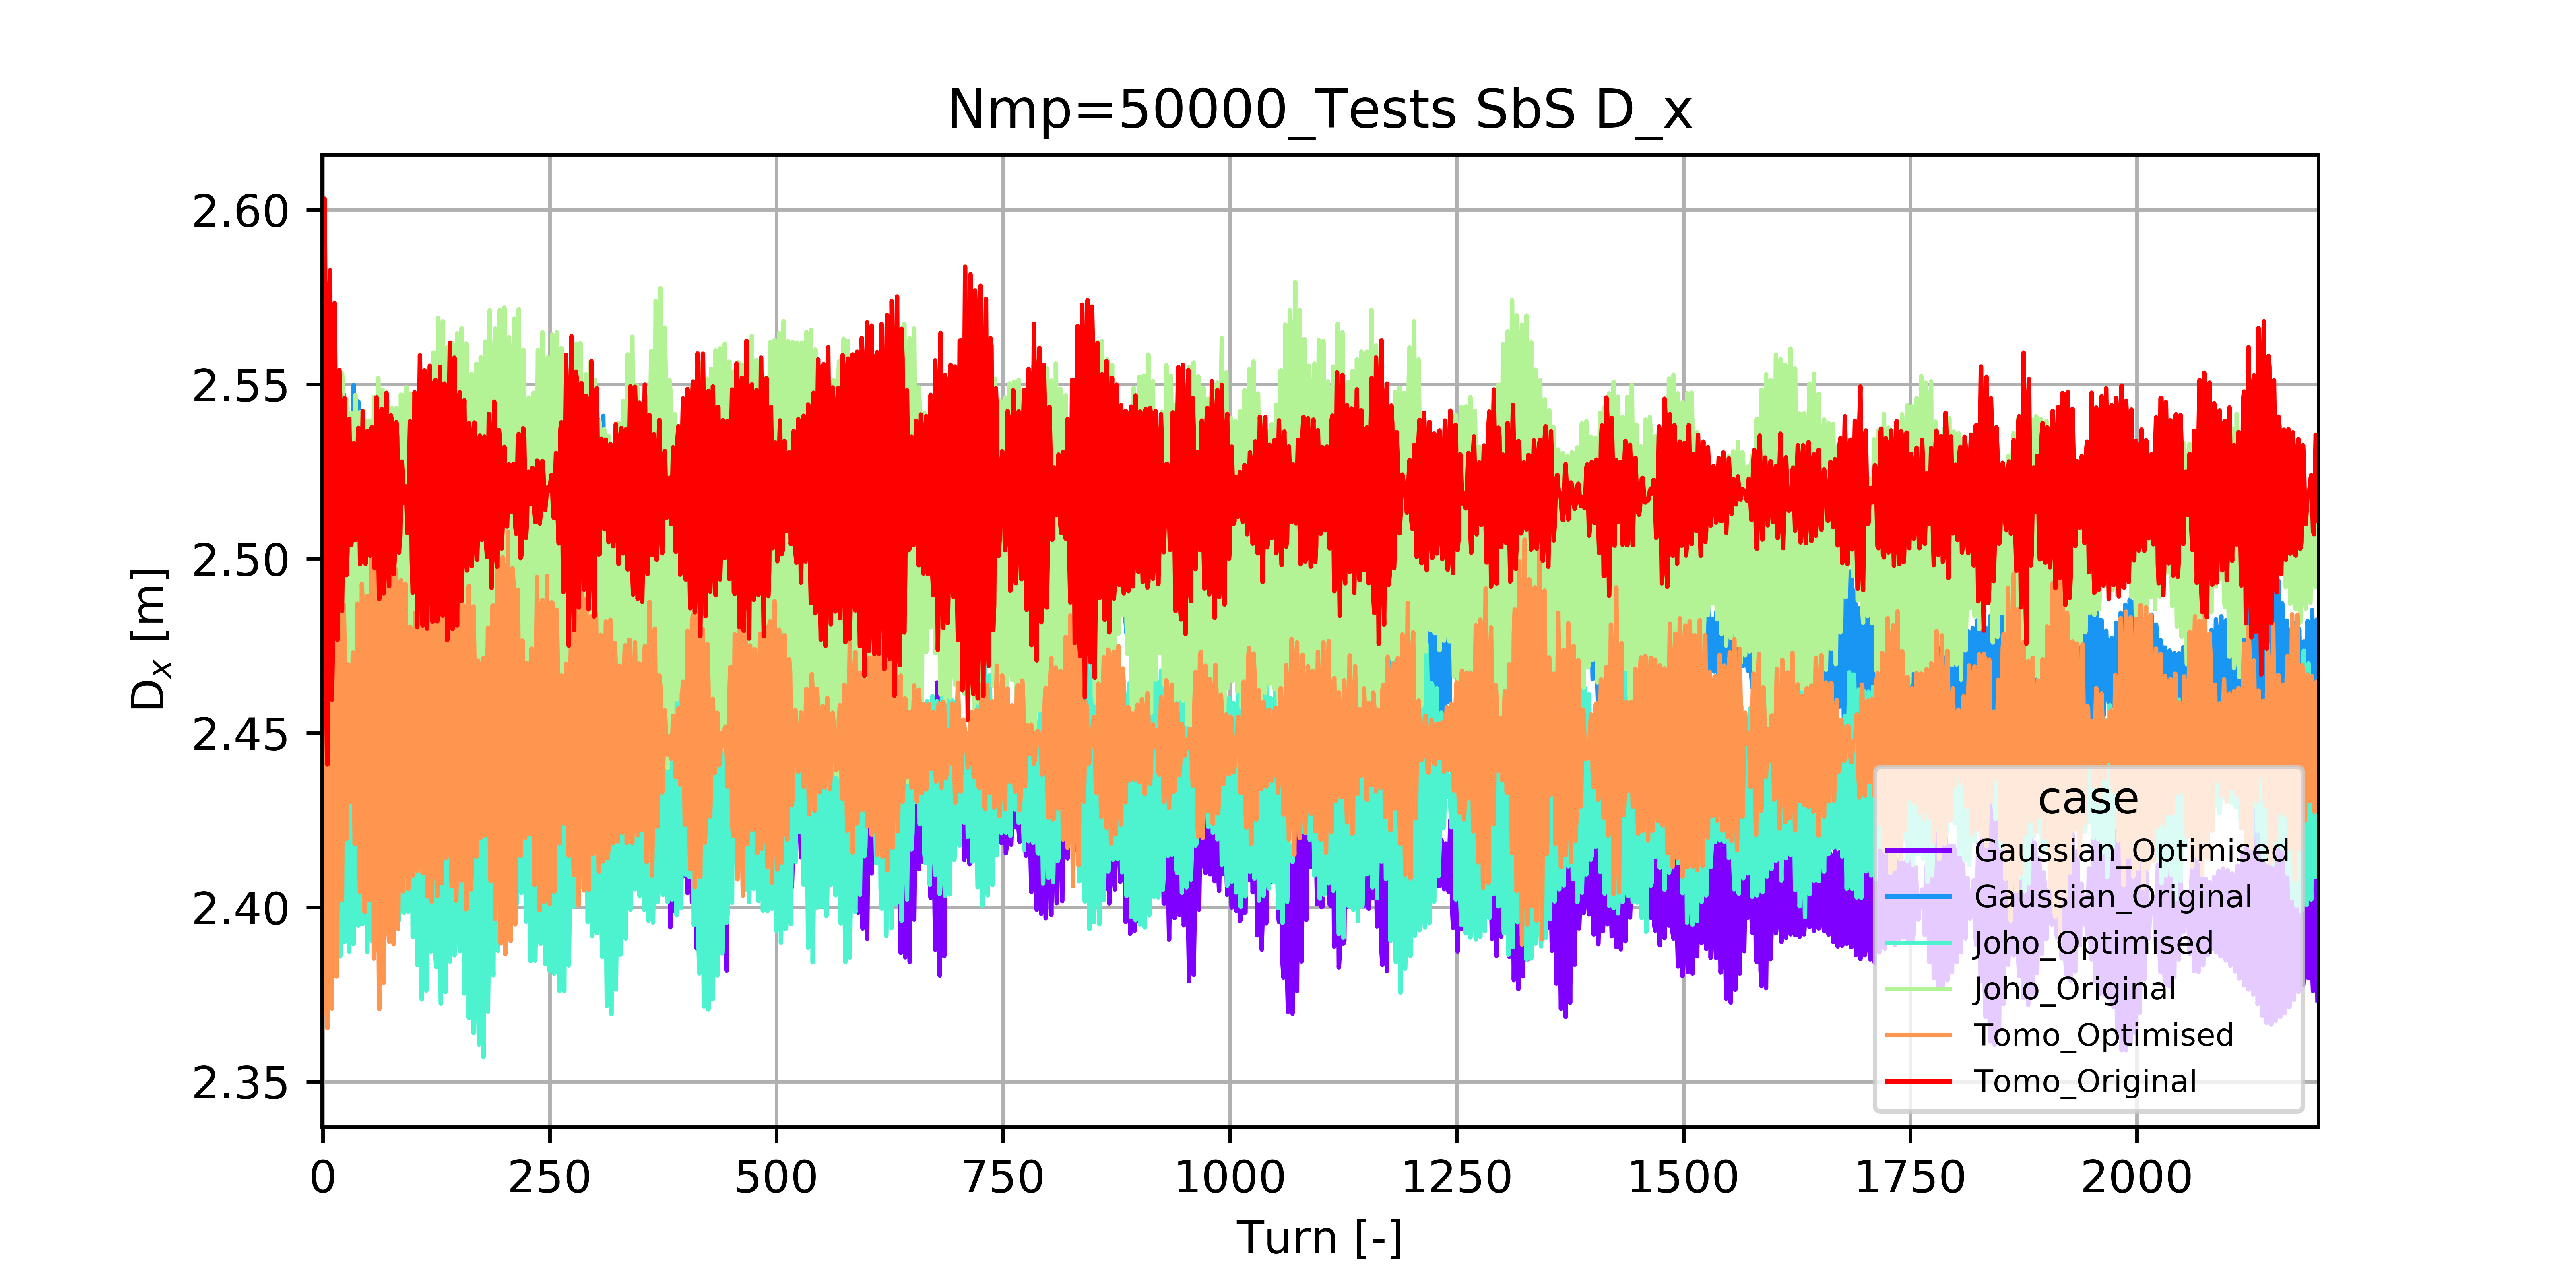 Nmp=50000_Tests SbS D_x
2.60
2.55
2.50
2.45
2.40
2.35
D_x [m]
0 250 500 750 1000 1250 1500 1750 2000
Turn [-]
case
Gaussian_Optimised
Gaussian_Original
Joho_Optimised
Joho_Original
Tomo_Optimised
Tomo_Original